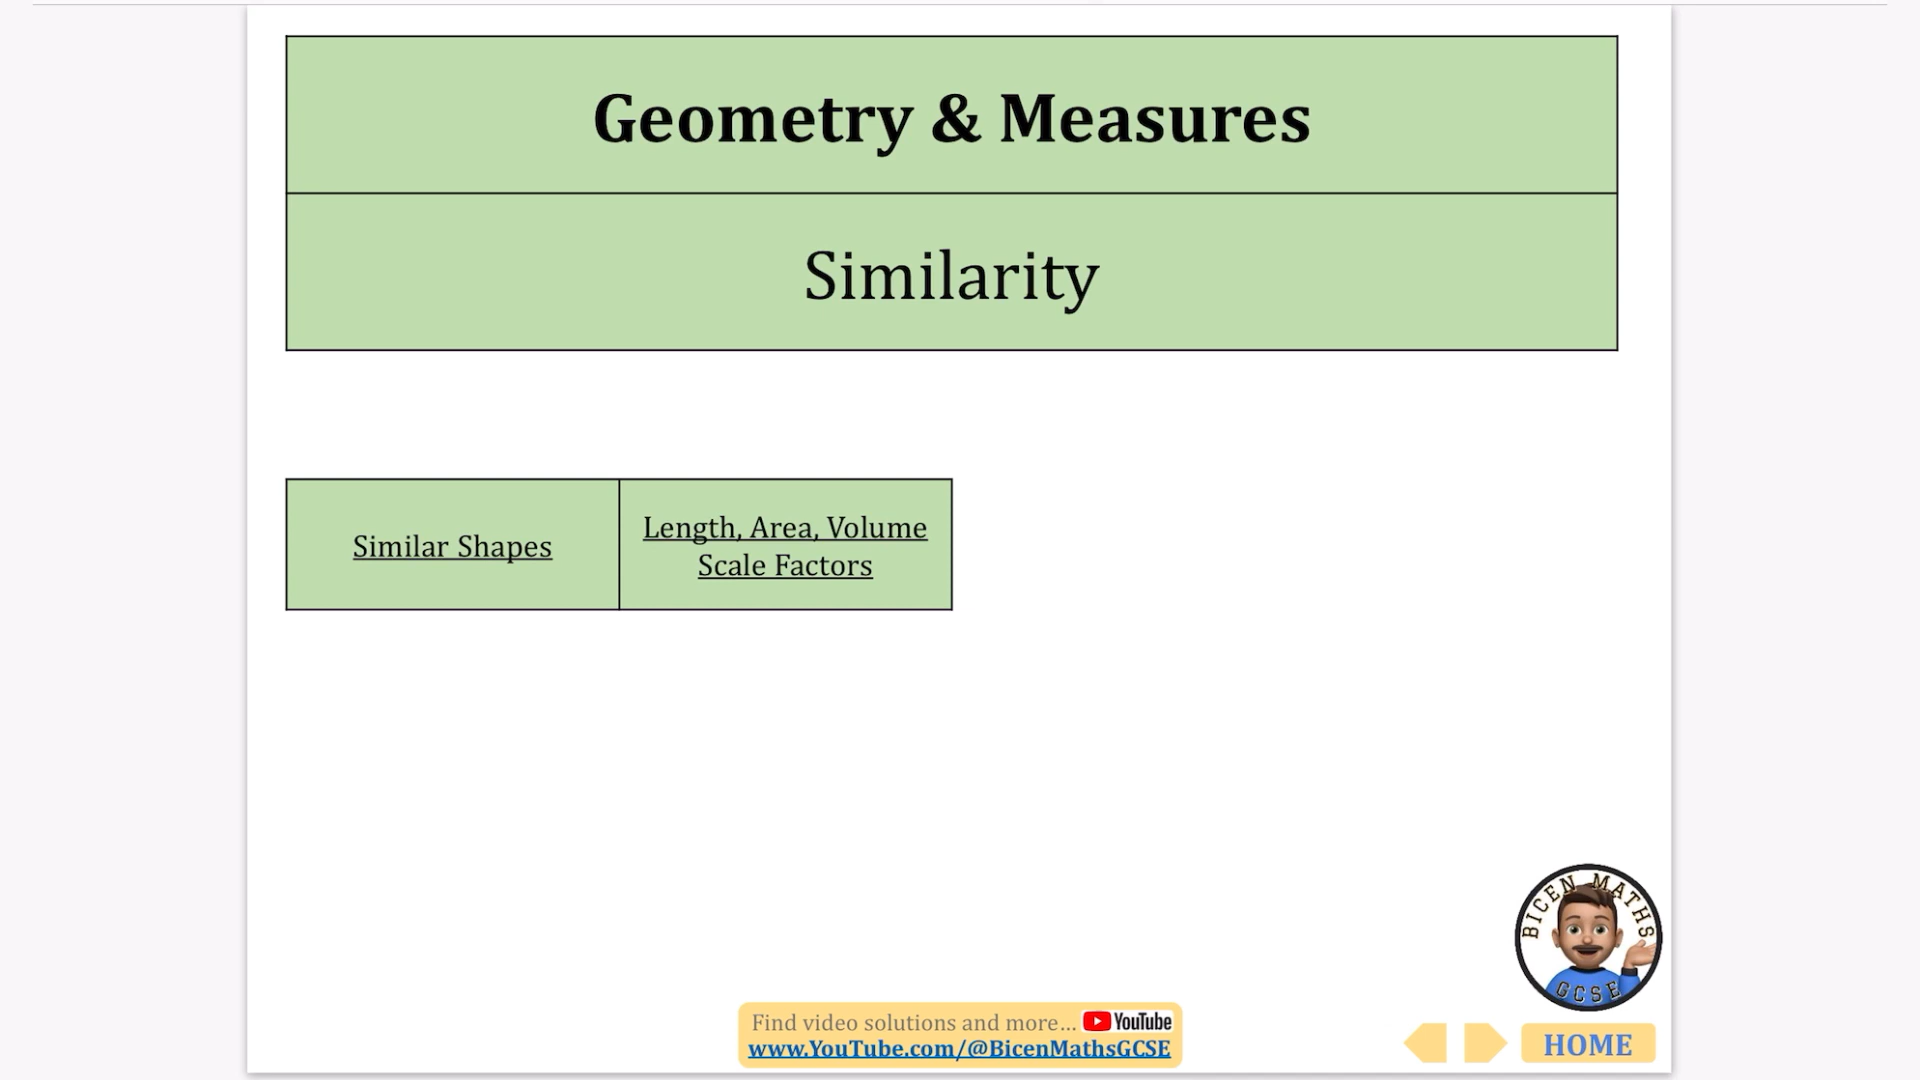 Geometry & Measures
Similarity
Similar Shapes
Length, Area, Volume
Scale Factors
BICEN MATHS
GCSE
Find video solutions and more... YouTube
www.YouTube.com/@BicenMathsGCSE
HOME